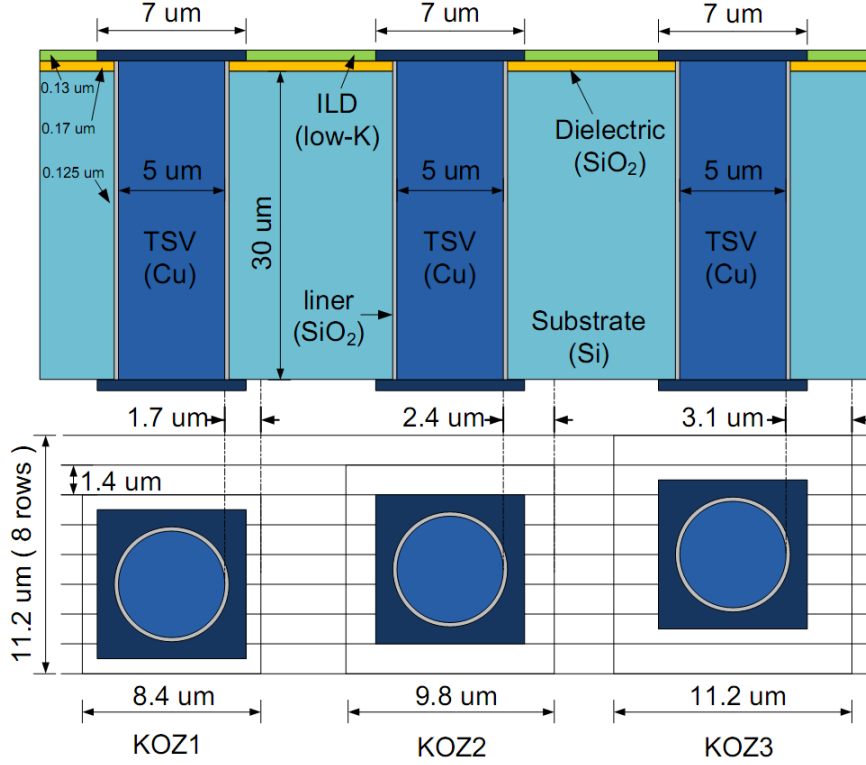 7 um
7 um
7 um
0.13 um
0.17 um
0.125 um
ILD
(low-K)
Dielectric
(SiO2)
5 um
5 um
5 um
30 um
TSV
(Cu)
TSV
(Cu)
TSV
(Cu)
liner
(SiO2)
Substrate
(Si)
1.7 um
2.4 um
3.1 um
1.4 um
11.2 um ( 8 rows )
8.4 um
9.8 um
11.2 um
KOZ1
KOZ2
KOZ3